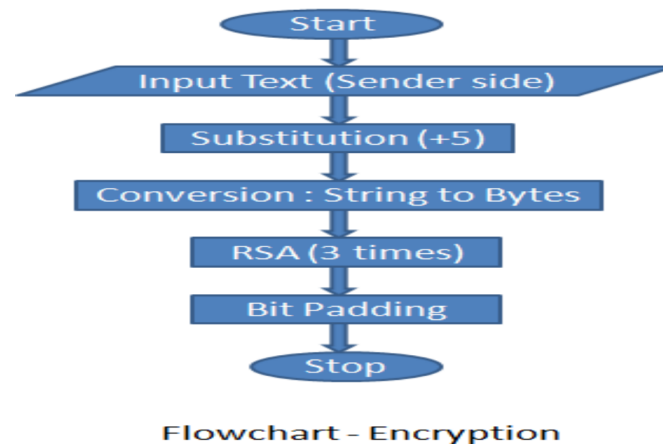 Start
Input Text (Sender side)
Substitution (+5)
Conversion : String to Bytes
RSA (3 times)
Bit Padding
Stop
Flowchart - Encryption